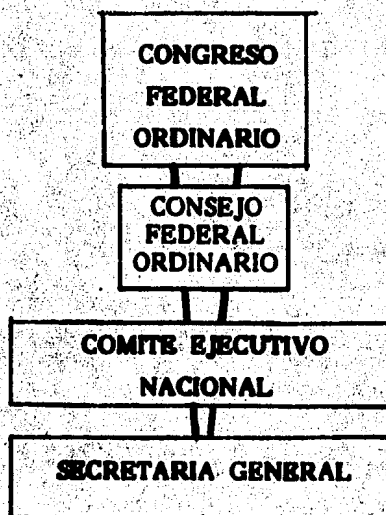 CONGRESO
FEDERAL
ORDINARIO
CONSEJO
FEDERAL
ORDINARIO
COMITE EJECUTIVO
NACIONAL
SECRETARIA GENERAL